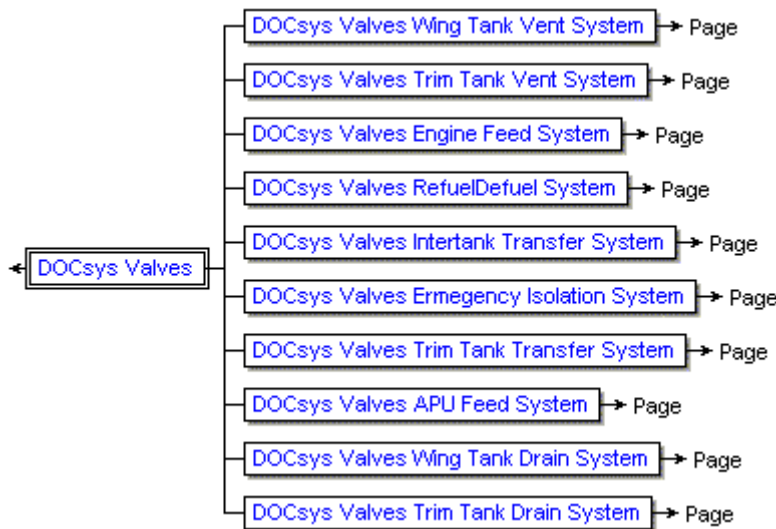 DOCsys Valves Wing Tank Vent System Page
DOCsys Valves Trim Tank Vent System Page
DOCsys Valves Engine Feed System Page
DOCsys Valves RefuelDefuel System Page
DOCsys Valves Intertank Transfer System Page
DOCsys Valves
DOCsys Valves Ermegency Isolation System Page
DOCsys Valves Trim Tank Transfer System Page
DOCsys Valves APU Feed System Page
DOCsys Valves Wing Tank Drain System Page
DOCsys Valves Trim Tank Drain System Page